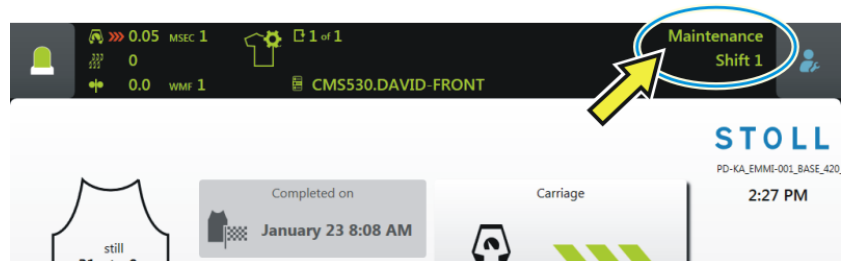 0.05 MSEC 1
1 of 1
Maintenance
0
Shift 1
0.0 WMF 1
CMS530.DAVID-FRONT
STOLL
PD-KA_EMMI-001_BASE_420_
2:27 PM
Completed on
January 23 8:08 AM
Carriage
still